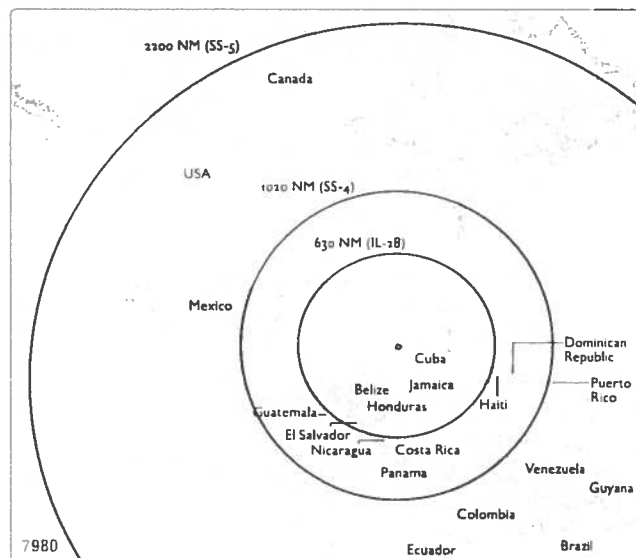 2200 NM (SS-5)
Canada
USA
1020 NM (SS-4)
630 NM (IL-28)
Mexico
Dominican
Republic
Cuba
Puerto
Rico
Belize
Jamaica
Honduras
Haiti
Guatemala
El Salvador
Nicaragua
Costa Rica
Panama
Venezuela
Guyana
Colombia
Ecuador
Brazil
7980